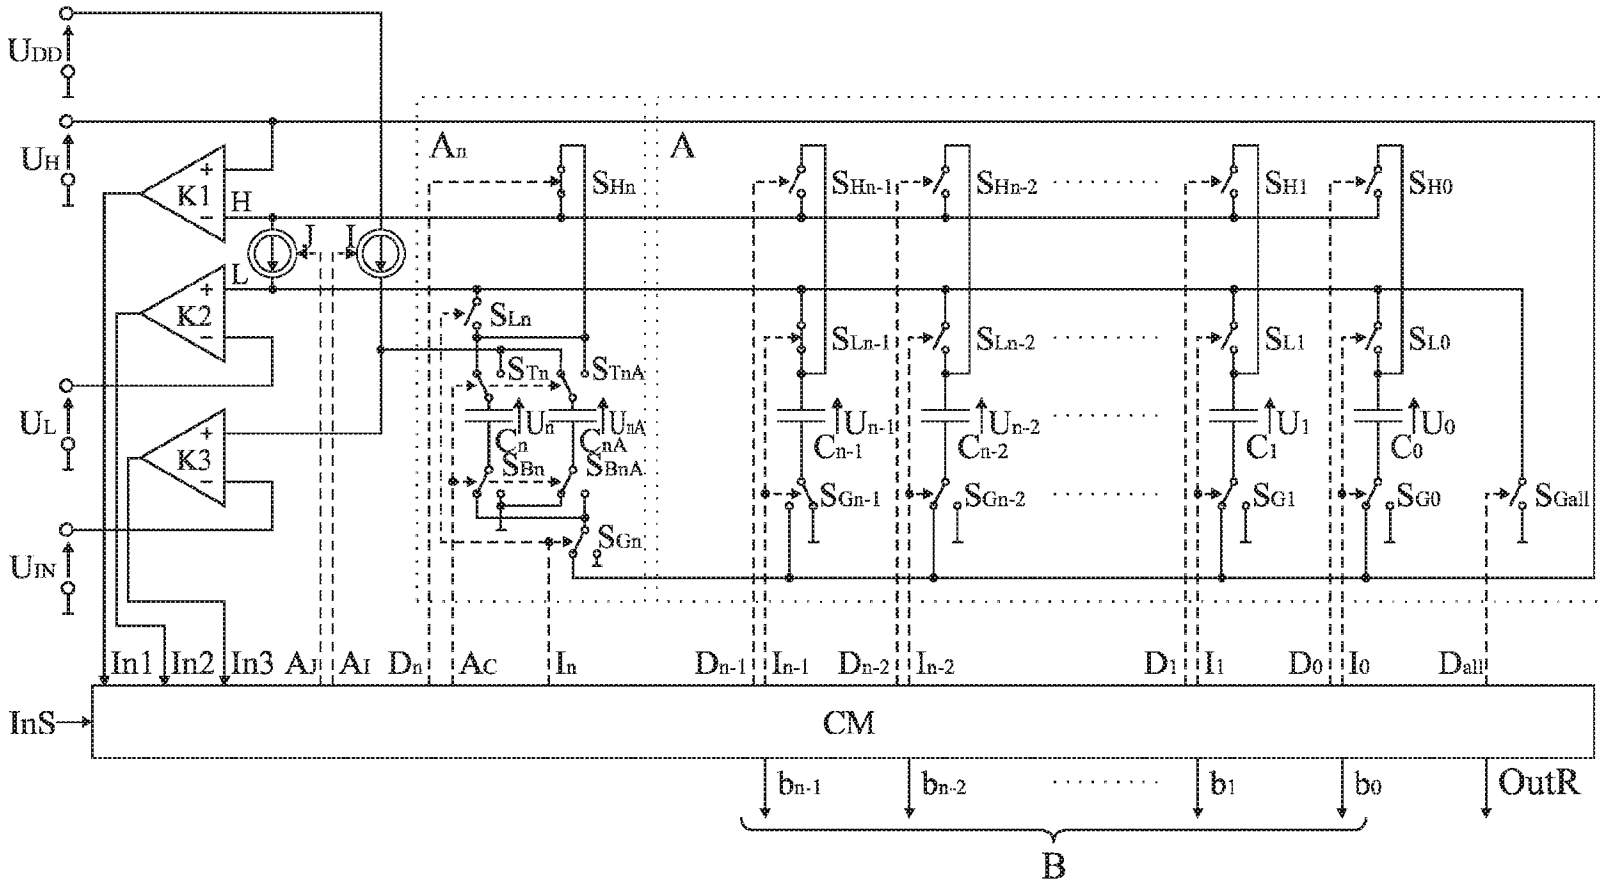 UDD
UH
K1
H
J
I
An
A
SHn
SHn-1
SHn-2
SH1
SH0
L
K2
SLn
SLn-1
SLn-2
SL1
SL0
STn
STnA
UL
Un
UnA
Un-1
Un-2
U1
U0
Cn
CnA
Cn-1
Cn-2
C1
C0
K3
SBn
SBnA
SGn-1
SGn-2
SG1
SG0
SGall
SGn
UIN
In1
In2
In3
AJ
AI
Dn
AC
In
Dn-1
In-1
Dn-2
In-2
D1
I1
D0
I0
Dall
InS
CM
bn-1
bn-2
b1
b0
OutR
B